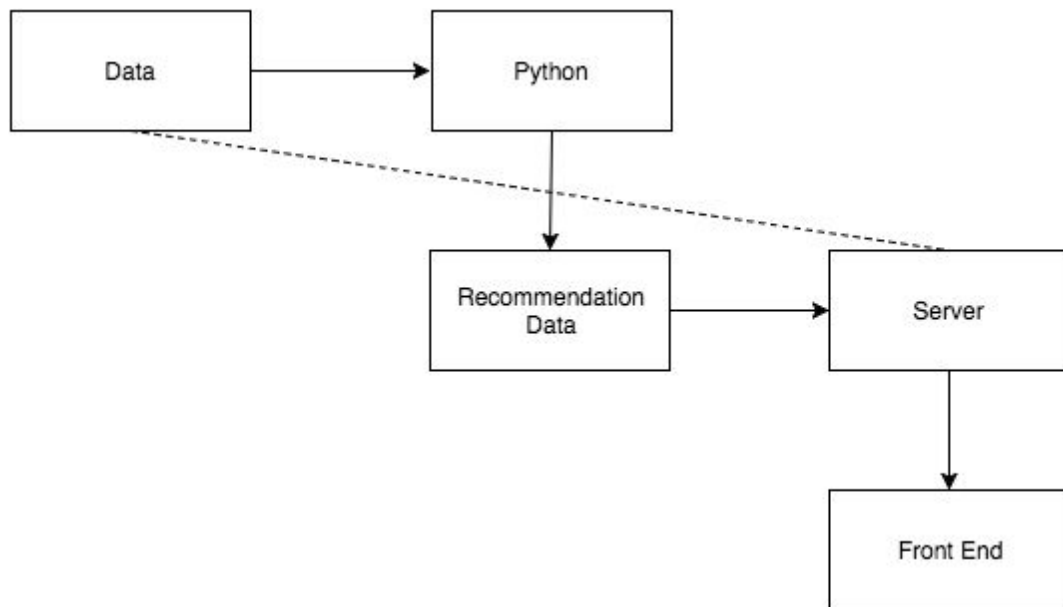 Data
Python
Recommendation
Data
Server
Front End